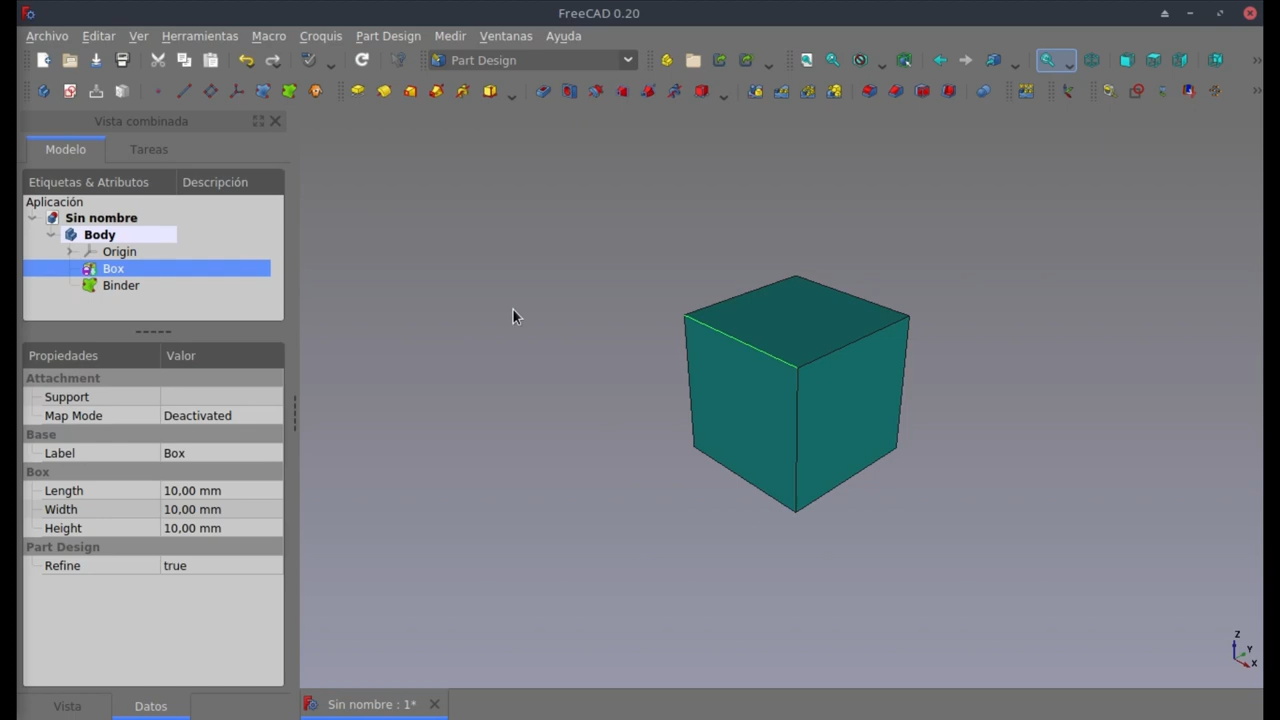 FreeCAD 0.20
Archivo Editar Ver Herramientas Macro Croquis Part Design Medir Ventanas Ayuda
Part Design
Vista combinada
Modelo Tareas
Etiquetas & Atributos Descripción
Aplicación
Sin nombre
Body
Origin
Box
Binder
Propiedades Valor
Attachment
Support
Map Mode Deactivated
Base
Label Box
Box
Length 10,00 mm
Width 10,00 mm
Height 10,00 mm
Part Design
Refine true
Z
Y
X
Vista Datos
Sin nombre : 1*